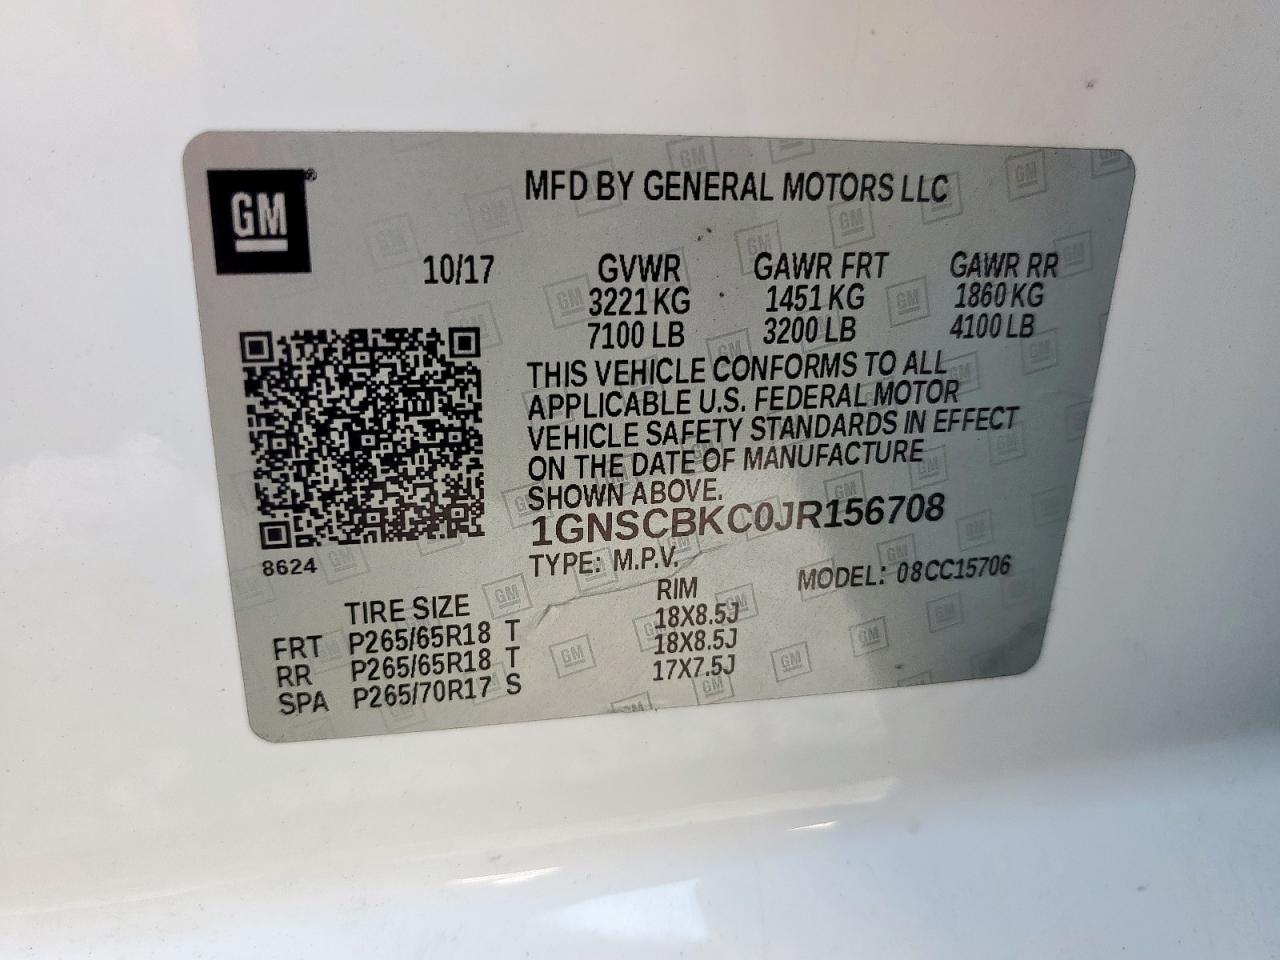 GM®
MFD BY GENERAL MOTORS LLC
10/17 GVWR GAWR FRT GAWR RR
3221 KG 1451 KG 1860 KG
7100 LB 3200 LB 4100 LB
THIS VEHICLE CONFORMS TO ALL
APPLICABLE U.S. FEDERAL MOTOR
VEHICLE SAFETY STANDARDS IN EFFECT
ON THE DATE OF MANUFACTURE
SHOWN ABOVE.
1GNSCBKC0JR156708
8624
TYPE: M.P.V. MODEL: 08CC15706
TIRE SIZE RIM
FRT P265/65R18 T 18X8.5J
RR P265/65R18 T 18X8.5J
SPA P265/70R17 S 17X7.5J